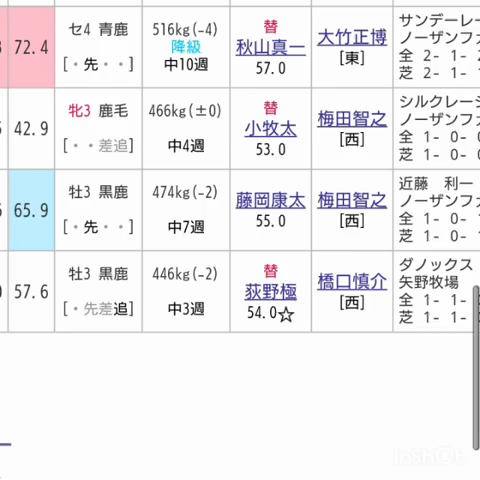 72.4
セ4 青鹿
[・先・・]
516kg(-4)
降級
中10週
替
秋山真一
57.0
大竹正博
[東]
サンデーレー
ノーザンファ
全 2- 1- 2
芝 2- 1-
42.9
牝3 鹿毛
[・・差追]
466kg(±0)
中4週
替
小牧太
53.0
梅田智之
[西]
シルクレーシ
ノーザンファ
全 1- 0- 0
芝 1- 0- 0
65.9
牡3 黒鹿
[・先・・]
474kg(-2)
中7週
藤岡康太
55.0
梅田智之
[西]
近藤 利一
ノーザンファ
全 1- 0-
芝 1- 0-
57.6
牡3 黒鹿
[・先差追]
446kg(-2)
中3週
替
荻野極
54.0☆
橋口慎介
[西]
ダノックス
矢野牧場
全 1- 1-
芝 1- 1-
InShOt